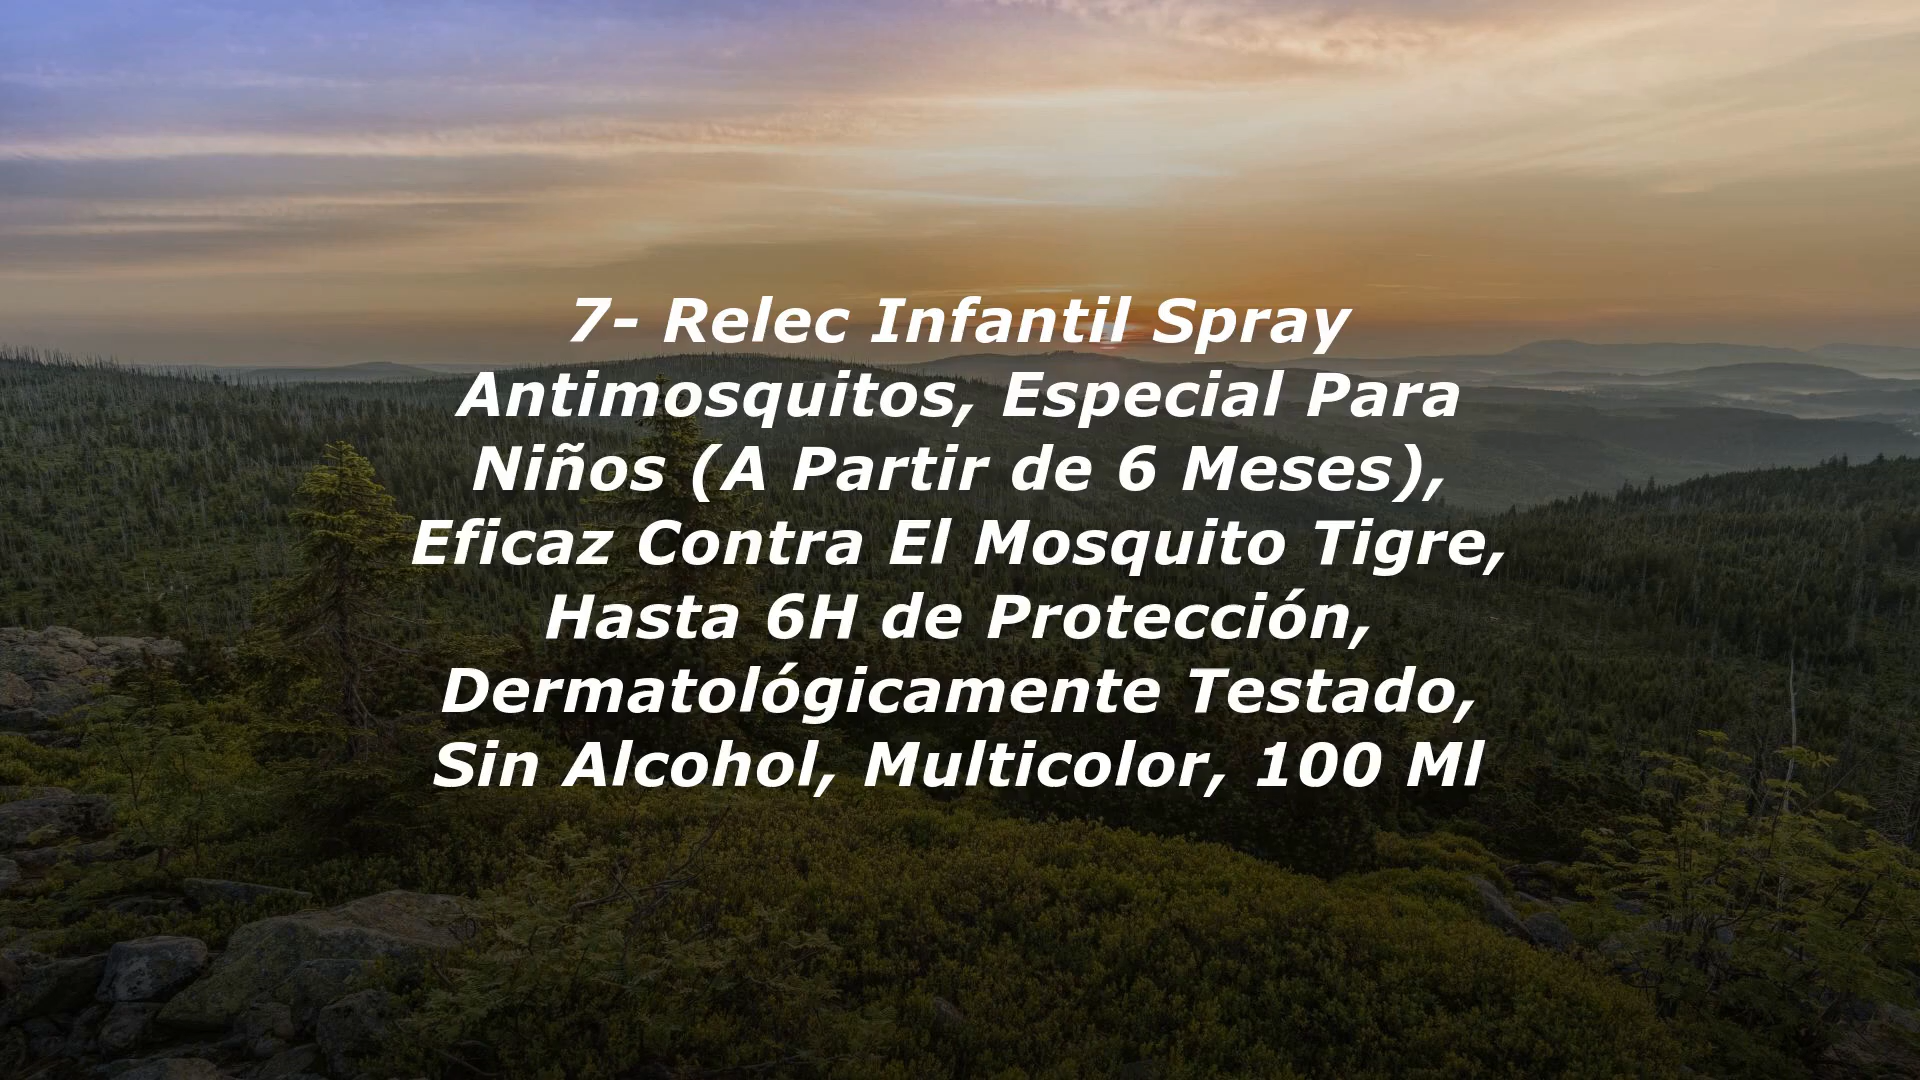 7- Relec Infantil Spray
Antimosquitos, Especial Para
Niños (A Partir de 6 Meses),
Eficaz Contra El Mosquito Tigre,
Hasta 6H de Protección,
Dermatológicamente Testado,
Sin Alcohol, Multicolor, 100 Ml